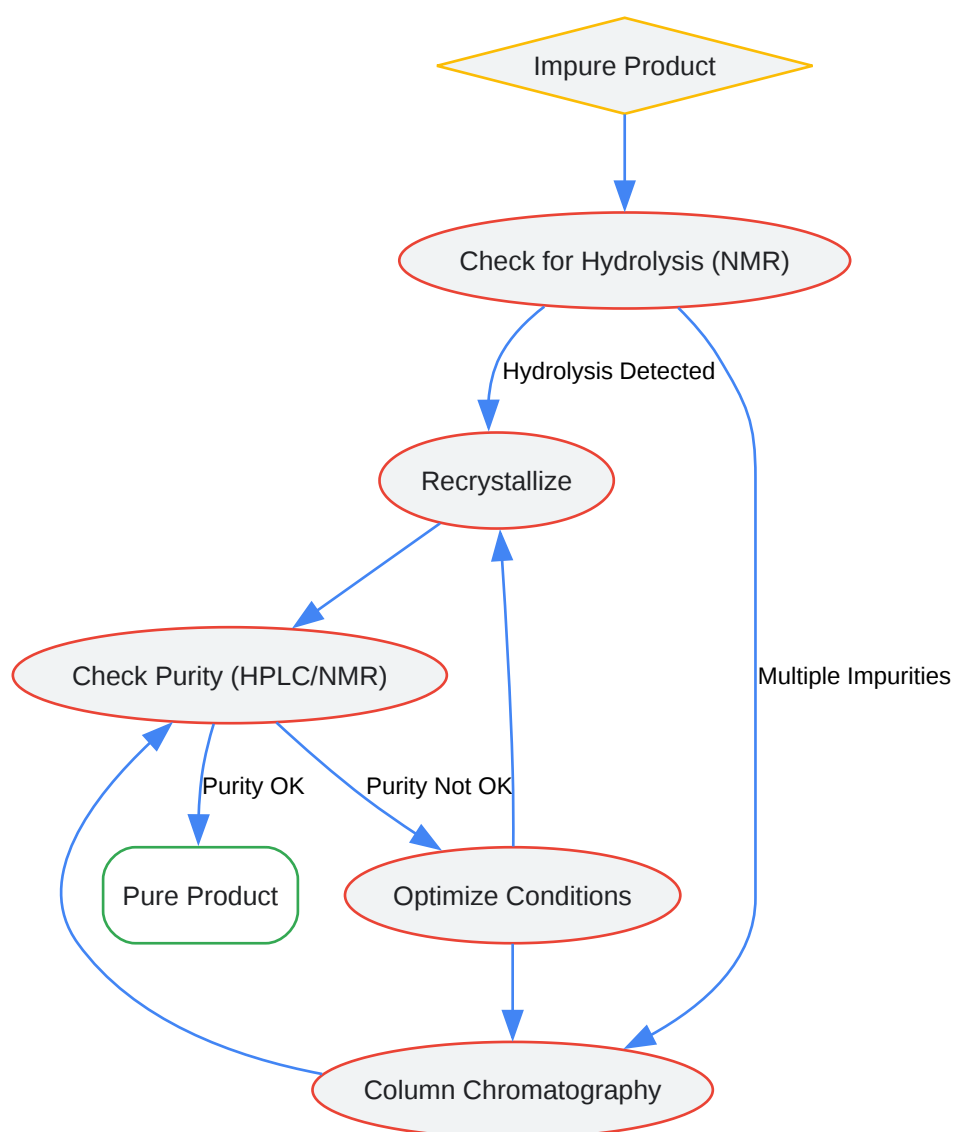 Impure Product
Check for Hydrolysis (NMR)
Hydrolysis Detected
Recrystallize
Check Purity (HPLC/NMR)
Multiple Impurities
Purity OK
Purity Not OK
Pure Product
Optimize Conditions
Column Chromatography